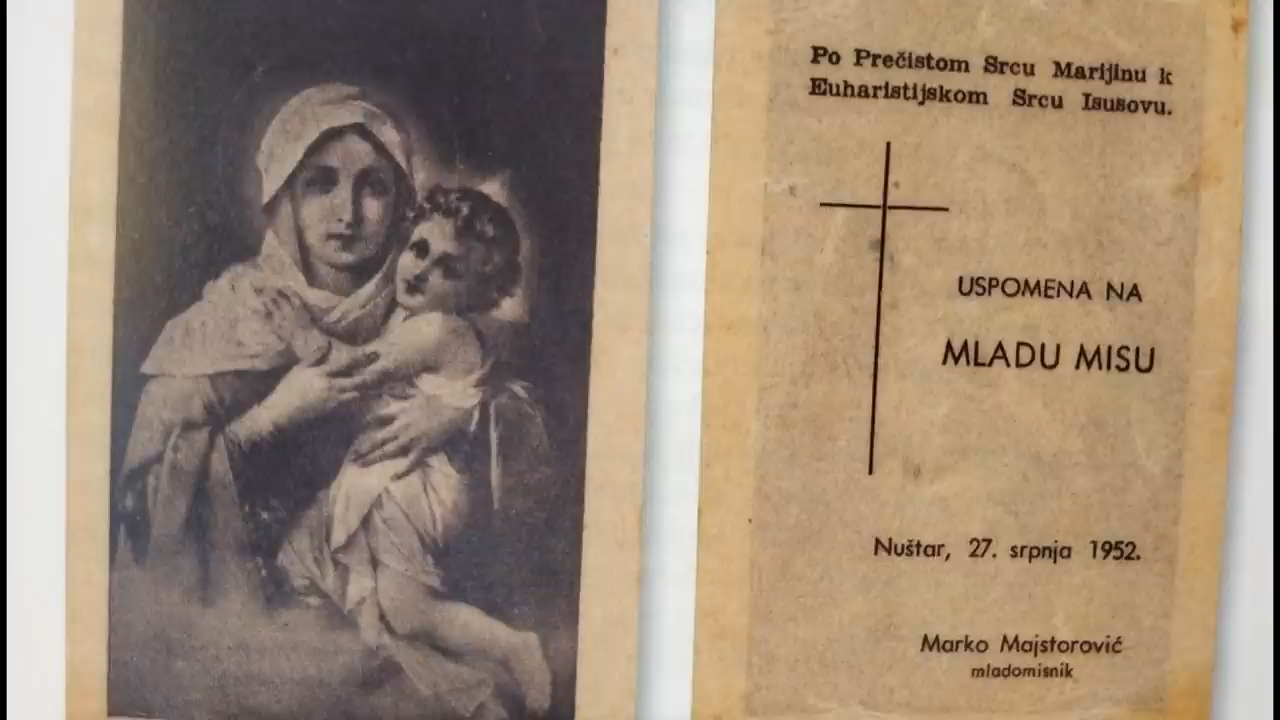 Po Prečistom Srcu Marijinu k
Euharistijskom Srcu Isusovu.
USPOMENA NA
MLADU MISU
Nuštar, 27. srpnja 1952.
Marko Majstorović
mladomisnik